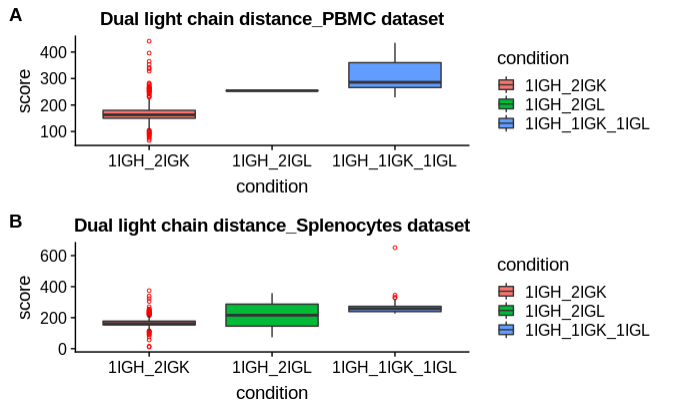 A
Dual light chain distance_PBMC dataset
score
400
300
200
100
1IGH_2IGK
1IGH_2IGL
1IGH_1IGK_1IGL
condition
condition
1IGH_2IGK
1IGH_2IGL
1IGH_1IGK_1IGL
B
Dual light chain distance_Splenocytes dataset
score
600
400
200
0
1IGH_2IGK
1IGH_2IGL
1IGH_1IGK_1IGL
condition
condition
1IGH_2IGK
1IGH_2IGL
1IGH_1IGK_1IGL